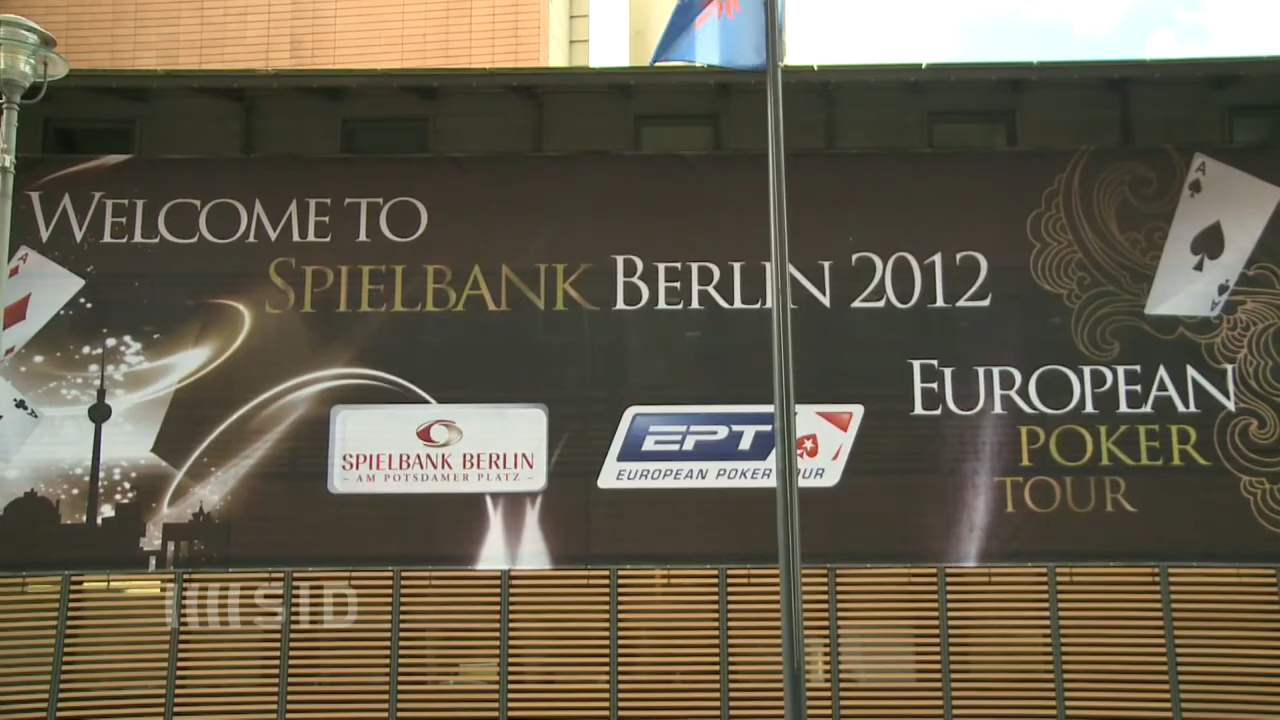 WELCOME TO
SPIELBANK BERLIN 2012
EUROPEAN
POKER
TOUR
SPIELBANK BERLIN
- AM POTSDAMER PLATZ -
EPT
EUROPEAN POKER TOUR
A
A
SID